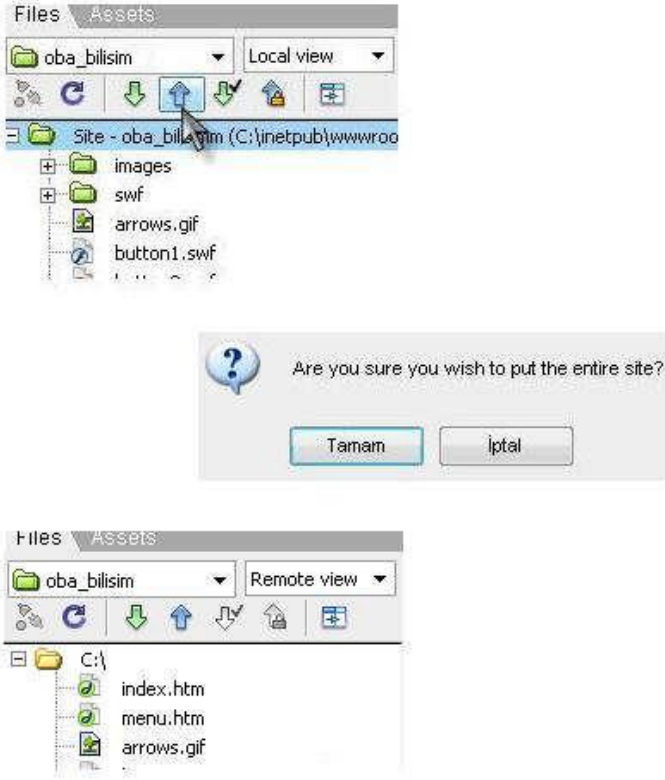 Files Assets
oba_bilisim Local view
Site - oba_bilisim (C:\inetpub\wwwroo
images
swf
arrows.gif
button1.swf
Are you sure you wish to put the entire site?
Tamam İptal
Files Assets
oba_bilisim Remote view
C:\
index.htm
menu.htm
arrows.gif